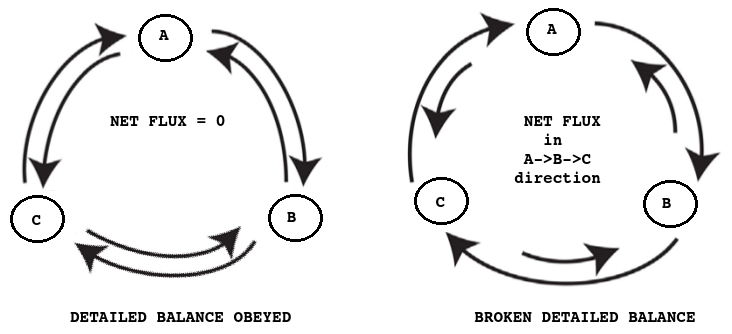 A
NET FLUX = 0
C
B
DETAILED BALANCE OBEYED
A
NET FLUX
in
A->B->C
direction
C
B
BROKEN DETAILED BALANCE